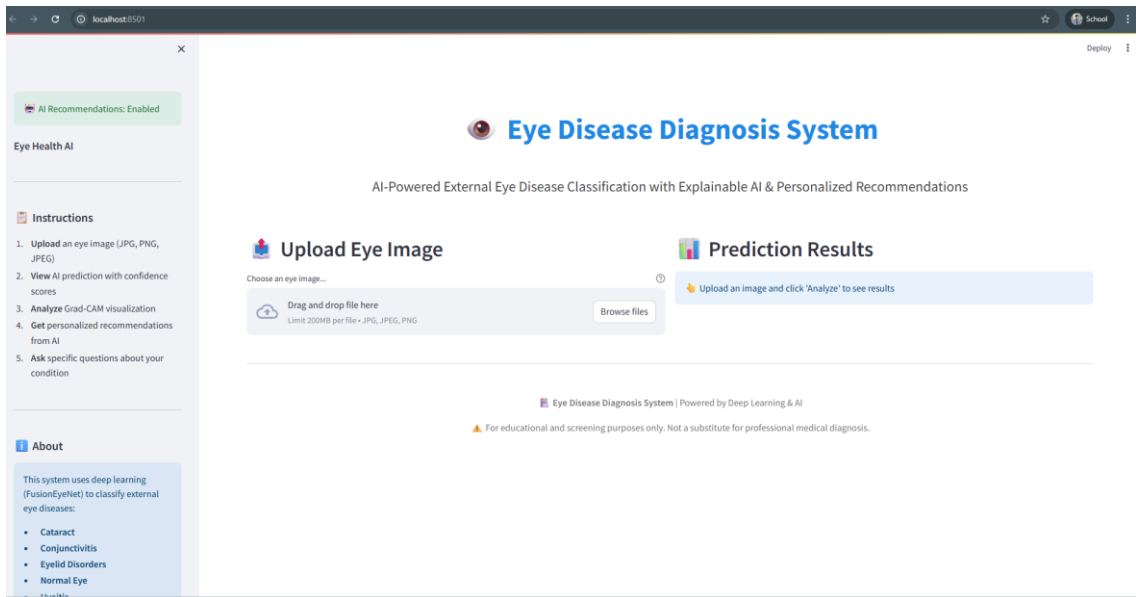 localhost:8501
School
Deploy
AI Recommendations: Enabled
Eye Health AI
Instructions
1. Upload an eye image (JPG, PNG,
JPEG)
2. View AI prediction with confidence
scores
3. Analyze Grad-CAM visualization
4. Get personalized recommendations
from AI
5. Ask specific questions about your
condition
About
This system uses deep learning
(FusionEyeNet) to classify external
eye diseases:
• Cataract
• Conjunctivitis
• Eyelid Disorders
• Normal Eye
Eye Disease Diagnosis System
AI-Powered External Eye Disease Classification with Explainable AI & Personalized Recommendations
Upload Eye Image
Choose an eye image...
Drag and drop file here
Limit 200MB per file • JPG, JPEG, PNG
Browse files
Prediction Results
Upload an image and click 'Analyze' to see results
Eye Disease Diagnosis System | Powered by Deep Learning & AI
For educational and screening purposes only. Not a substitute for professional medical diagnosis.